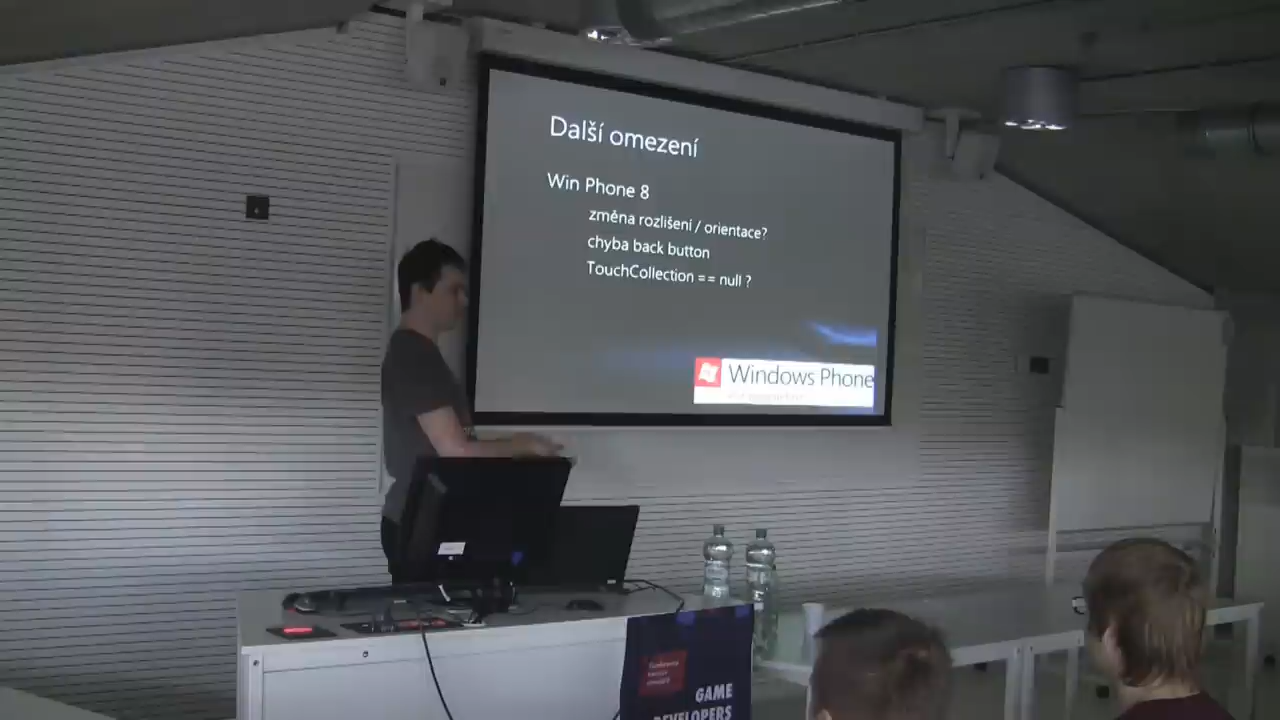 Další omezení
Win Phone 8
změna rozlišení / orientace?
chyba back button
TouchCollection == null ?
Windows Phone
GAME
DEVELOPERS